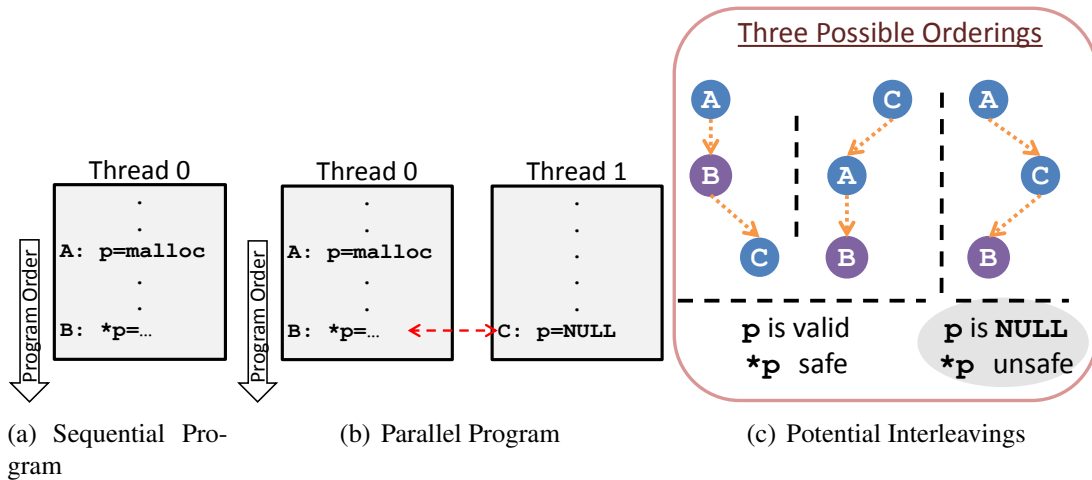 Thread 0
.
.
A: p=malloc
.
.
.
B: *p=…
Program Order
(a) Sequential Pro-
gram
Thread 0
.
.
A: p=malloc
.
.
.
B: *p=…
Program Order
Thread 1
.
.
.
.
.
C: p=NULL
(b) Parallel Program
Three Possible Orderings
A
B
C
C
A
B
A
C
B
p is valid
*p safe
p is NULL
*p unsafe
(c) Potential Interleavings